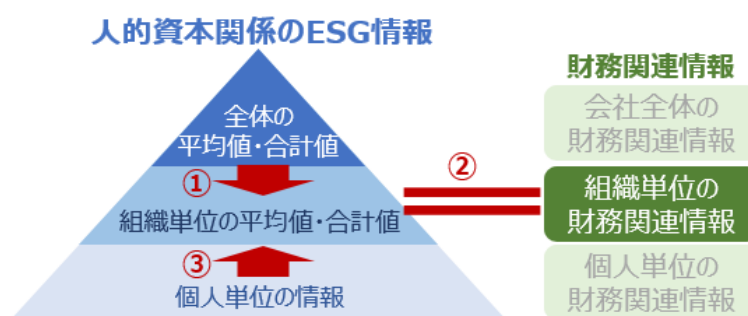 人的資本関係のESG情報
全体の
平均値・合計値
①
組織単位の平均値・合計値
③
個人単位の情報
②
財務関連情報
会社全体の
財務関連情報
組織単位の
財務関連情報
個人単位の
財務関連情報